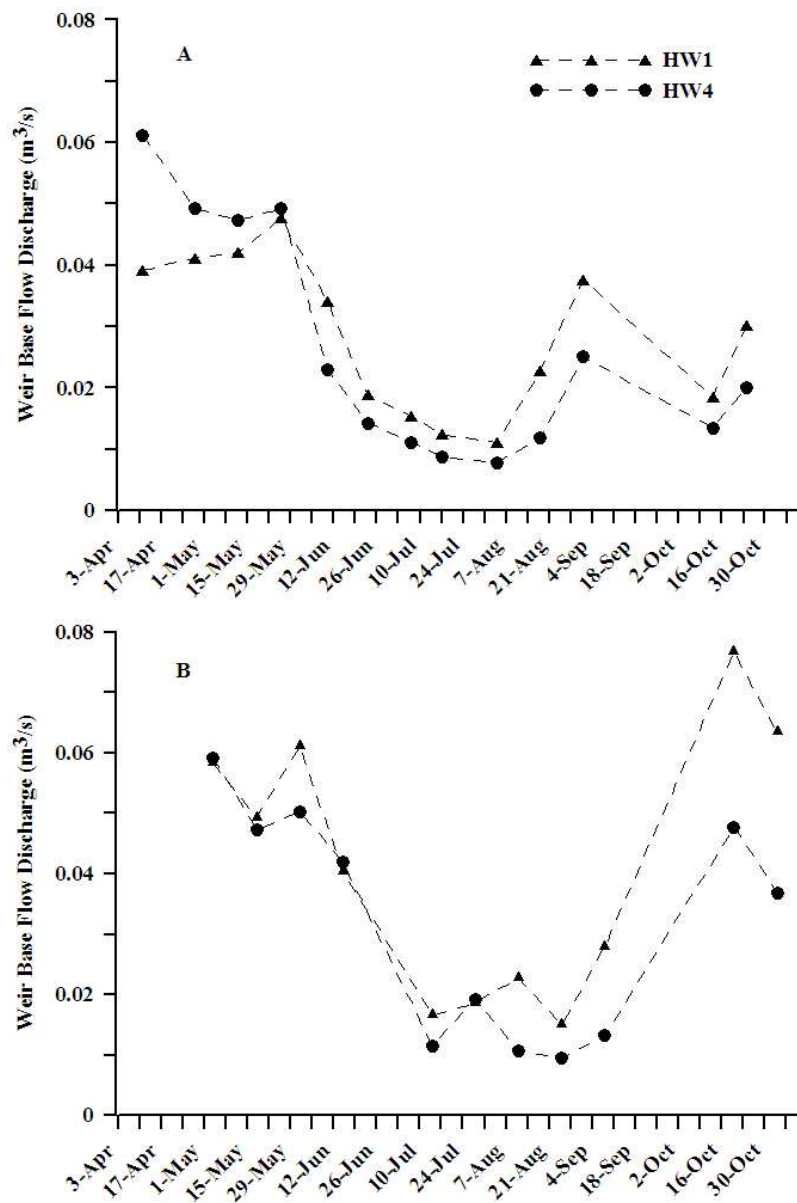 0.08
A
HW1
HW4
0.06
0.04
0.02
0
Weir Base Flow Discharge (m³/s)
3-Apr
17-Apr
1-May
15-May
29-May
12-Jun
26-Jun
10-Jul
24-Jul
7-Aug
21-Aug
4-Sep
18-Sep
2-Oct
16-Oct
30-Oct
0.08
B
0.06
0.04
0.02
0
Weir Base Flow Discharge (m³/s)
3-Apr
17-Apr
1-May
15-May
29-May
12-Jun
26-Jun
10-Jul
24-Jul
7-Aug
21-Aug
4-Sep
18-Sep
2-Oct
16-Oct
30-Oct